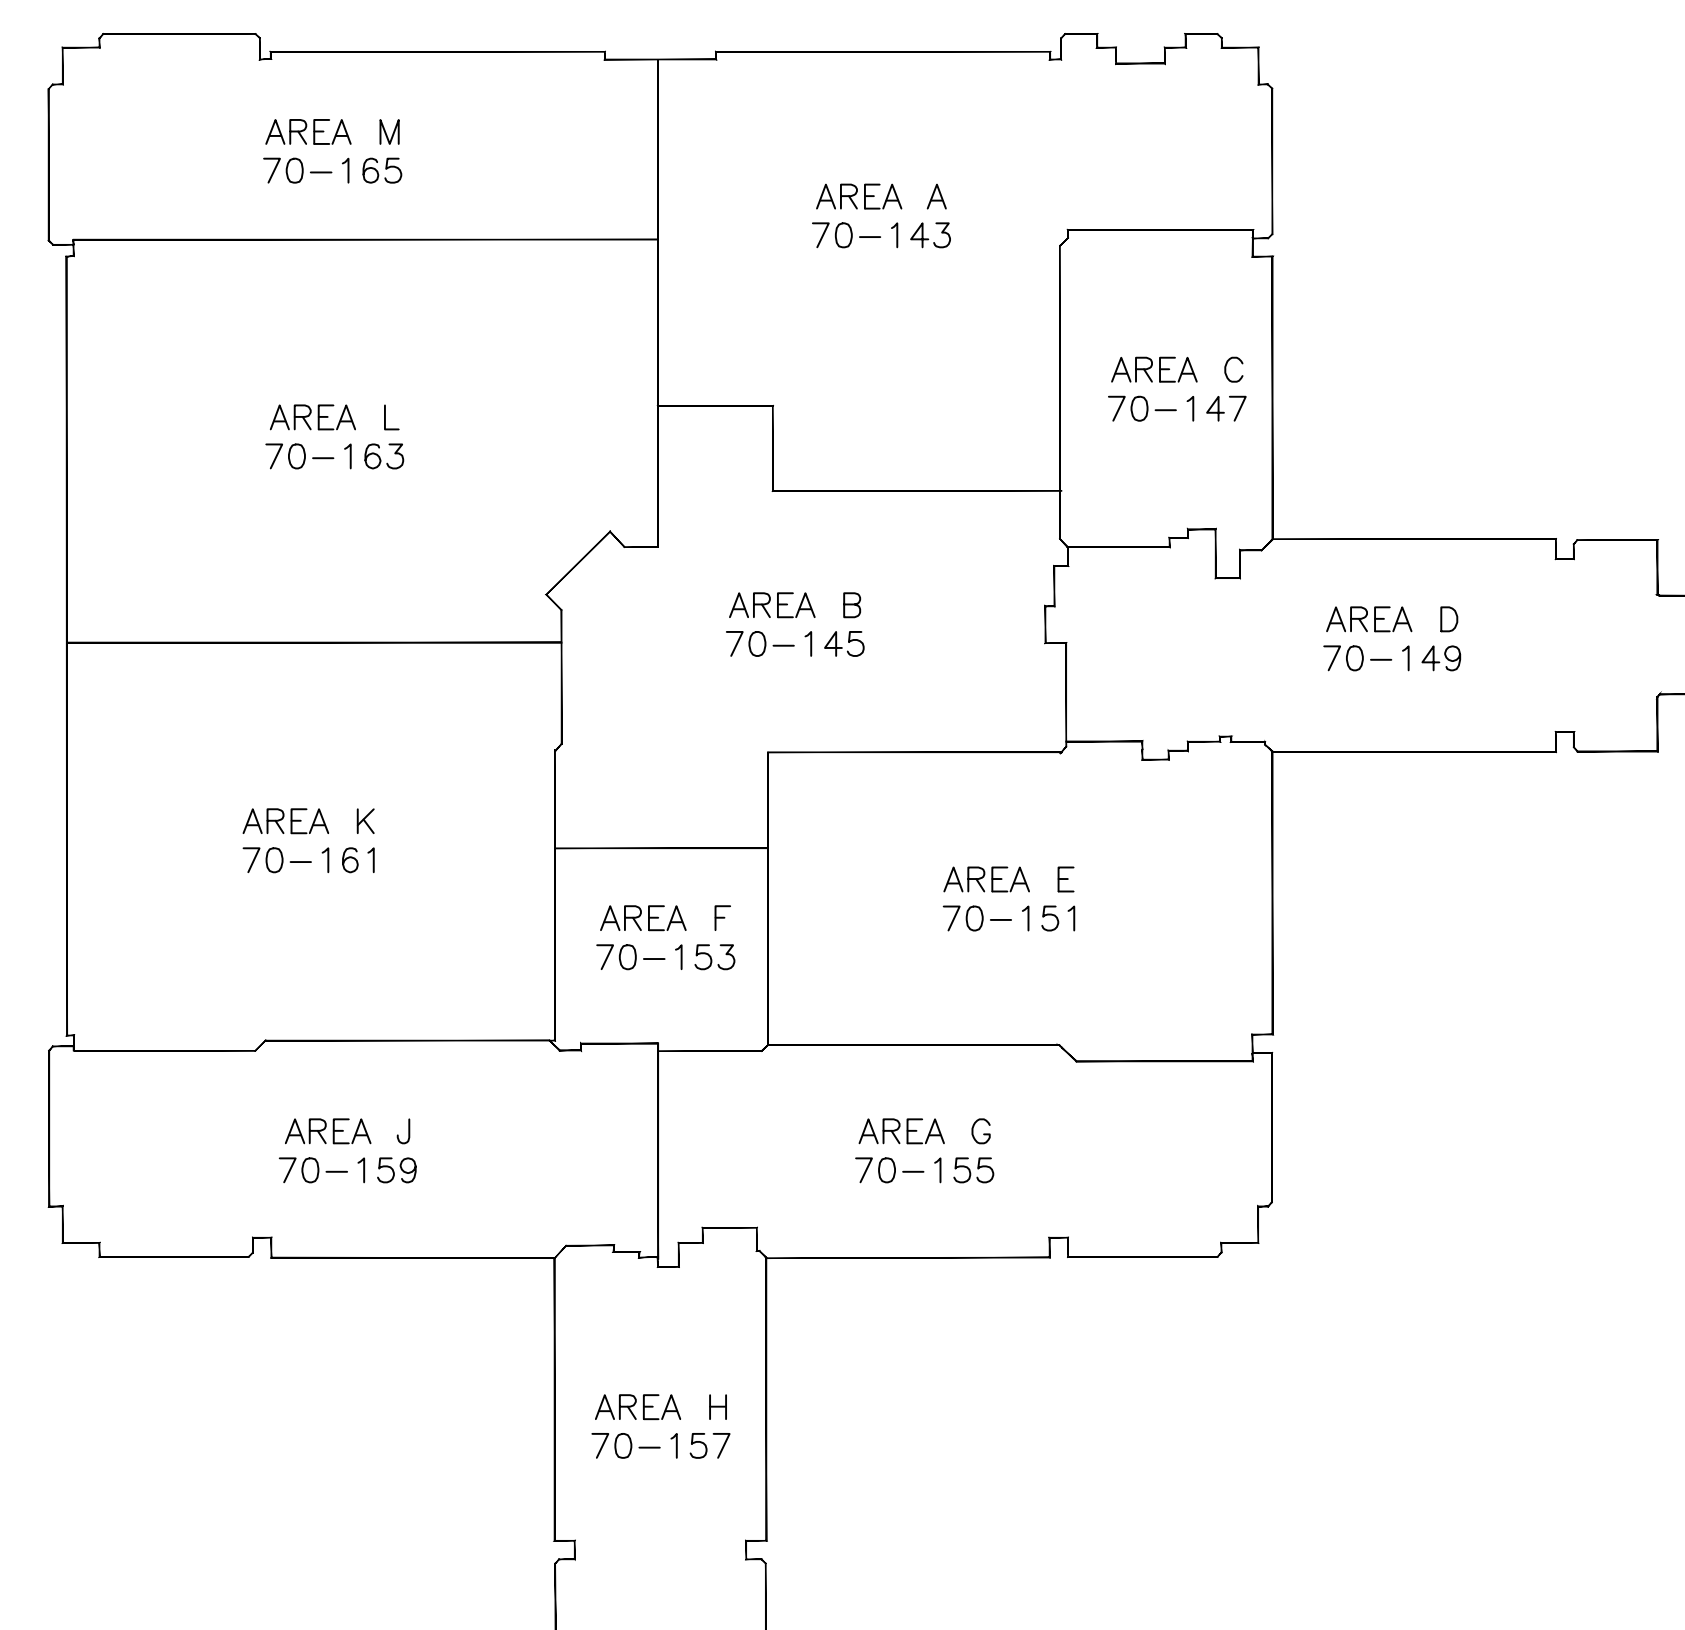 AREA M
70-165
AREA A
70-143
AREA C
70-147
AREA L
70-163
AREA B
70-145
AREA D
70-149
AREA K
70-161
AREA E
70-151
AREA F
70-153
AREA J
70-159
AREA G
70-155
AREA H
70-157